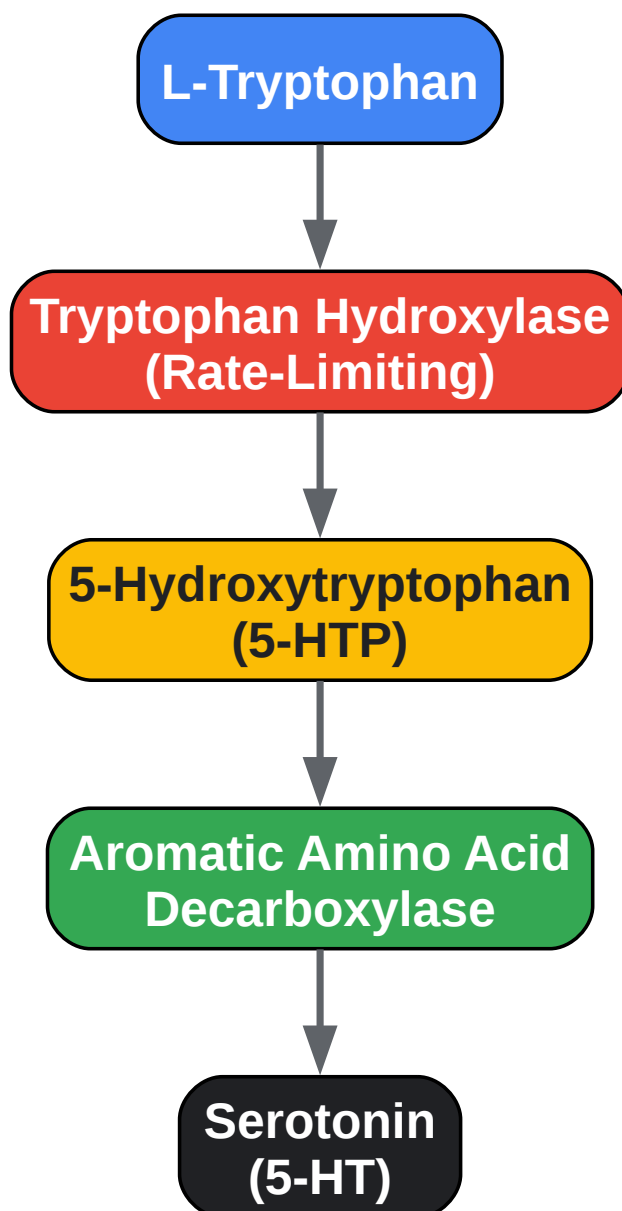 L-Tryptophan
Tryptophan Hydroxylase
(Rate-Limiting)
5-Hydroxytryptophan
(5-HTP)
Aromatic Amino Acid
Decarboxylase
Serotonin
(5-HT)